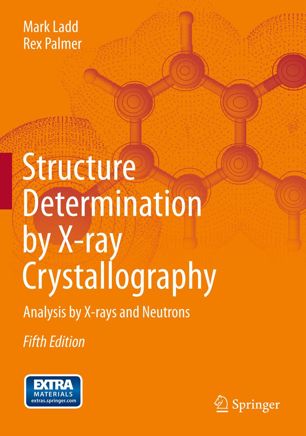 Mark Ladd
Rex Palmer
Structure
Determination
by X-ray
Crystallography
Analysis by X-rays and Neutrons
Fifth Edition
EXTRA
MATERIALS
extras.springer.com
Springer